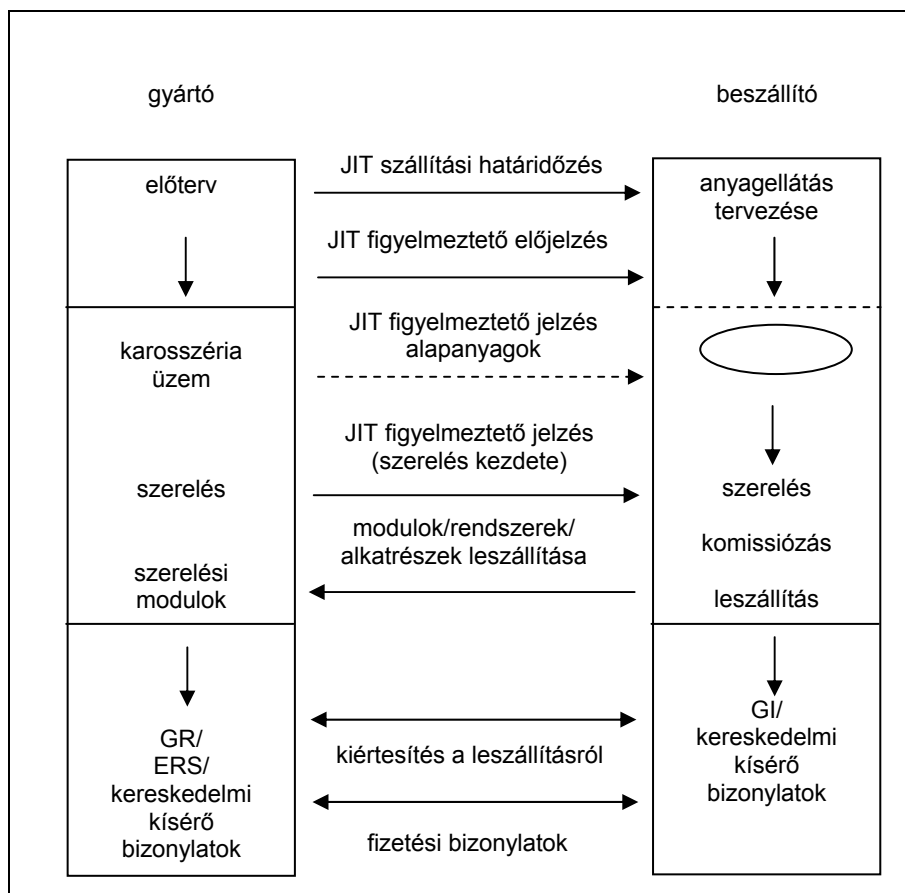 gyártó
beszállító
előterv
JIT szállítási határidőzés
anyagellátás
tervezése
JIT figyelmeztető előjelzés
karosszéria
üzem
JIT figyelmeztető jelzés
alapanyagok
JIT figyelmeztető jelzés
(szerelés kezdete)
szerelés
szerelés
modulok/rendszerek/
alkatrészek leszállítása
komissiózás
szerelési
modulok
leszállítás
GR/
ERS/
kereskedelmi
kísérő
bizonylatok
kiértesítés a leszállításról
fizetési bizonylatok
GI/
kereskedelmi
kísérő
bizonylatok